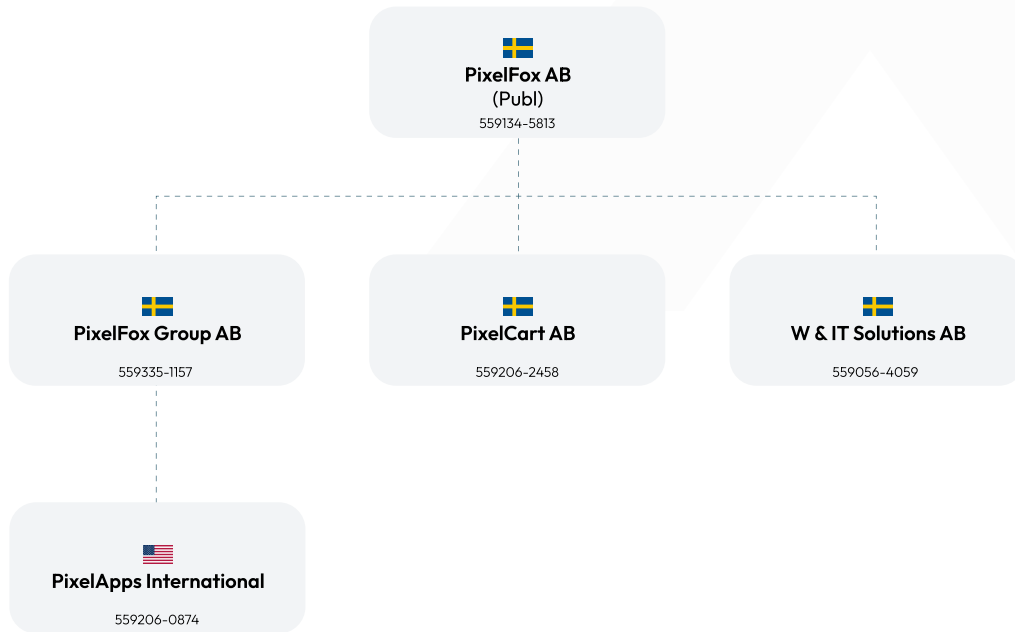 PixelFox AB
(Publ)
559134-5813
PixelFox Group AB
559335-1157
PixelCart AB
559206-2458
W & IT Solutions AB
559056-4059
PixelApps International
559206-0874